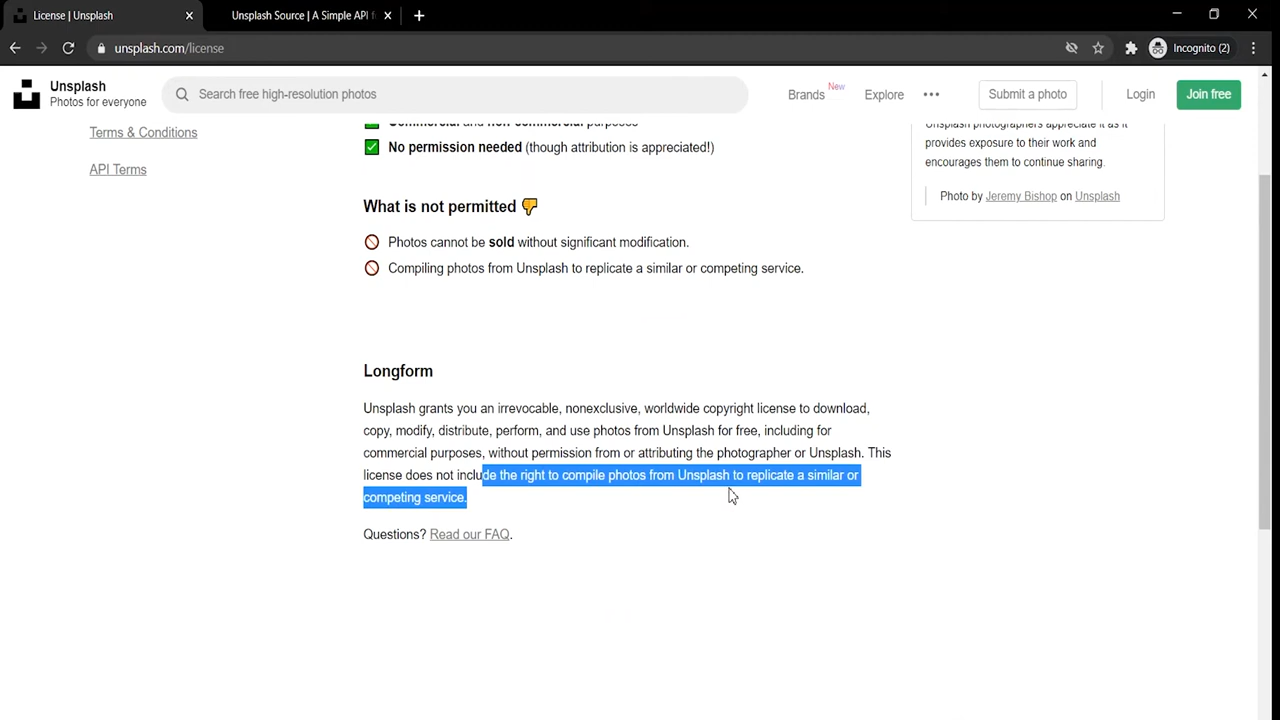 License | Unsplash
Unsplash Source | A Simple API f
unsplash.com/license
Incognito (2)
Unsplash
Photos for everyone
Search free high-resolution photos
Brands
New
Explore
Submit a photo
Login
Join free
Terms & Conditions
API Terms
Commercial and non-commercial purposes
No permission needed (though attribution is appreciated!)
What is not permitted
Photos cannot be sold without significant modification.
Compiling photos from Unsplash to replicate a similar or competing service.
Unsplash photographers appreciate it as it
provides exposure to their work and
encourages them to continue sharing.
Photo by Jeremy Bishop on Unsplash
Longform
Unsplash grants you an irrevocable, nonexclusive, worldwide copyright license to download,
copy, modify, distribute, perform, and use photos from Unsplash for free, including for
commercial purposes, without permission from or attributing the photographer or Unsplash. This
license does not include the right to compile photos from Unsplash to replicate a similar or
competing service.
Questions? Read our FAQ.